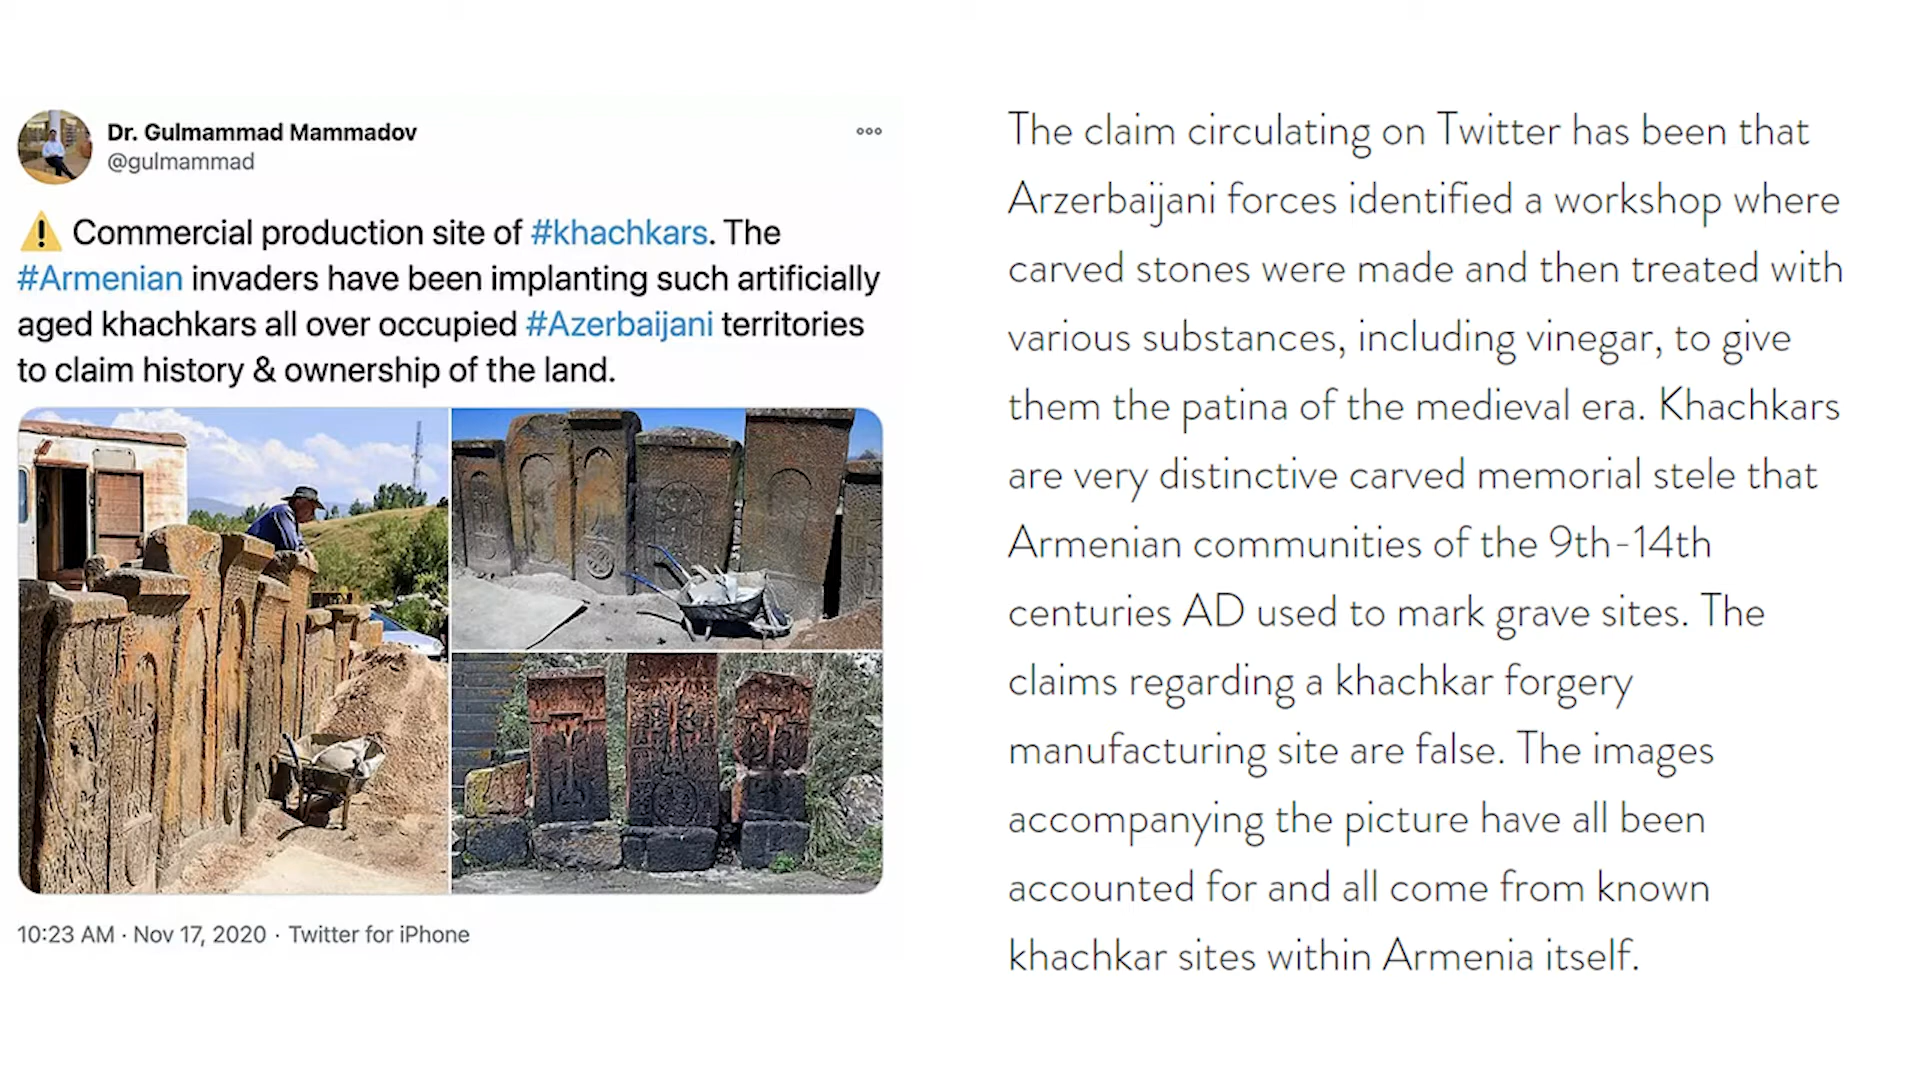 Dr. Gulmammad Mammadov
@gulmammad
⚠️ Commercial production site of #khachkars. The
#Armenian invaders have been implanting such artificially
aged khachkars all over occupied #Azerbaijani territories
to claim history & ownership of the land.
10:23 AM · Nov 17, 2020 · Twitter for iPhone
The claim circulating on Twitter has been that
Arzerbaijani forces identified a workshop where
carved stones were made and then treated with
various substances, including vinegar, to give
them the patina of the medieval era. Khachkars
are very distinctive carved memorial stele that
Armenian communities of the 9th-14th
centuries AD used to mark grave sites. The
claims regarding a khachkar forgery
manufacturing site are false. The images
accompanying the picture have all been
accounted for and all come from known
khachkar sites within Armenia itself.